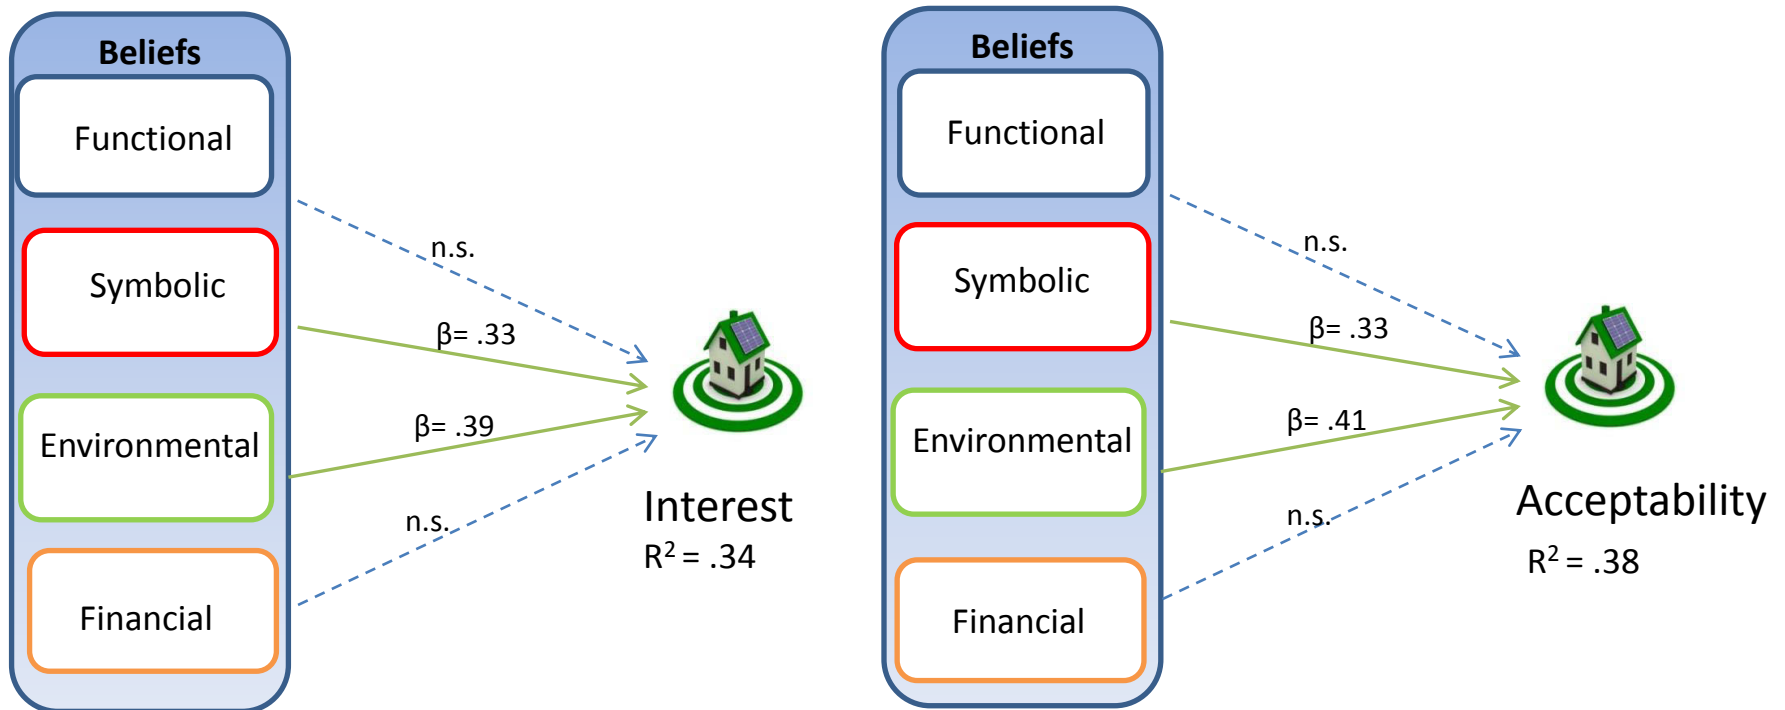 Beliefs
Functional
Symbolic
Environmental
Financial
n.s.
β= .33
β= .39
n.s.
Interest
R² = .34
Beliefs
Functional
Symbolic
Environmental
Financial
n.s.
β= .33
β= .41
n.s.
Acceptability
R² = .38